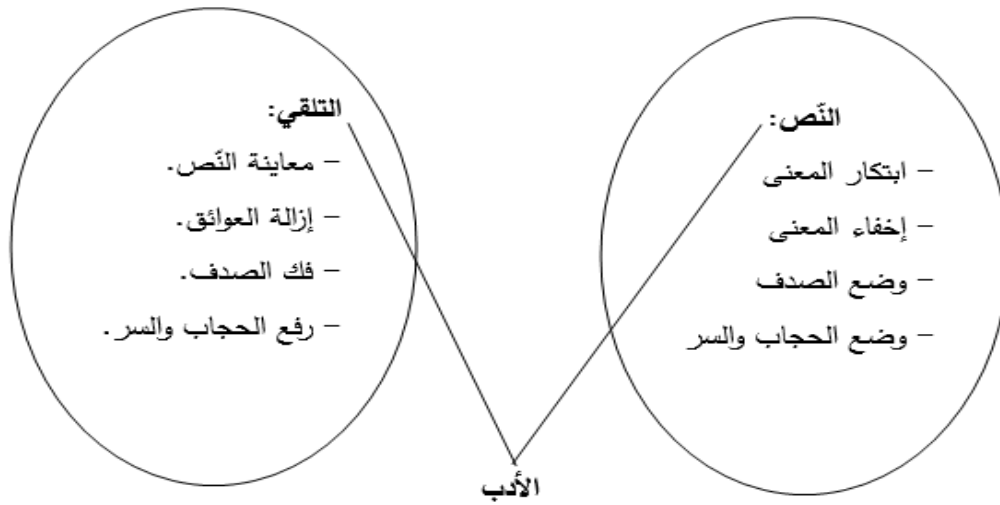 النّص:
– ابتكار المعنى
– إخفاء المعنى
– وضع الصدف
– وضع الحجاب والسر
التلقي:
– معاينة النّص.
– إزالة العوائق.
– فك الصدف.
– رفع الحجاب والسر.
الأدب